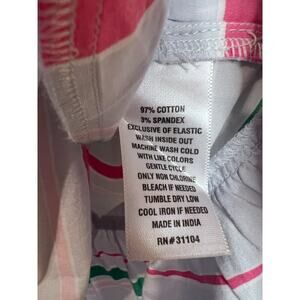 97% COTTON
3% SPANDEX
EXCLUSIVE OF ELASTIC
WASH INSIDE OUT
MACHINE WASH COLD
WITH LIKE COLORS
GENTLE CYCLE
ONLY NON CHLORINE
BLEACH IF NEEDED
TUMBLE DRY LOW
COOL IRON IF NEEDED
MADE IN INDIA
RN#31104